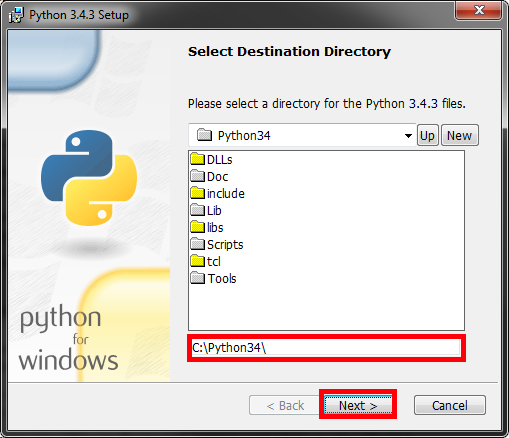 Python 3.4.3 Setup
Select Destination Directory
Please select a directory for the Python 3.4.3 files.
Python34
Up
New
DLLs
Doc
include
Lib
libs
Scripts
tcl
Tools
C:\Python34\
python
for
windows
< Back
Next >
Cancel